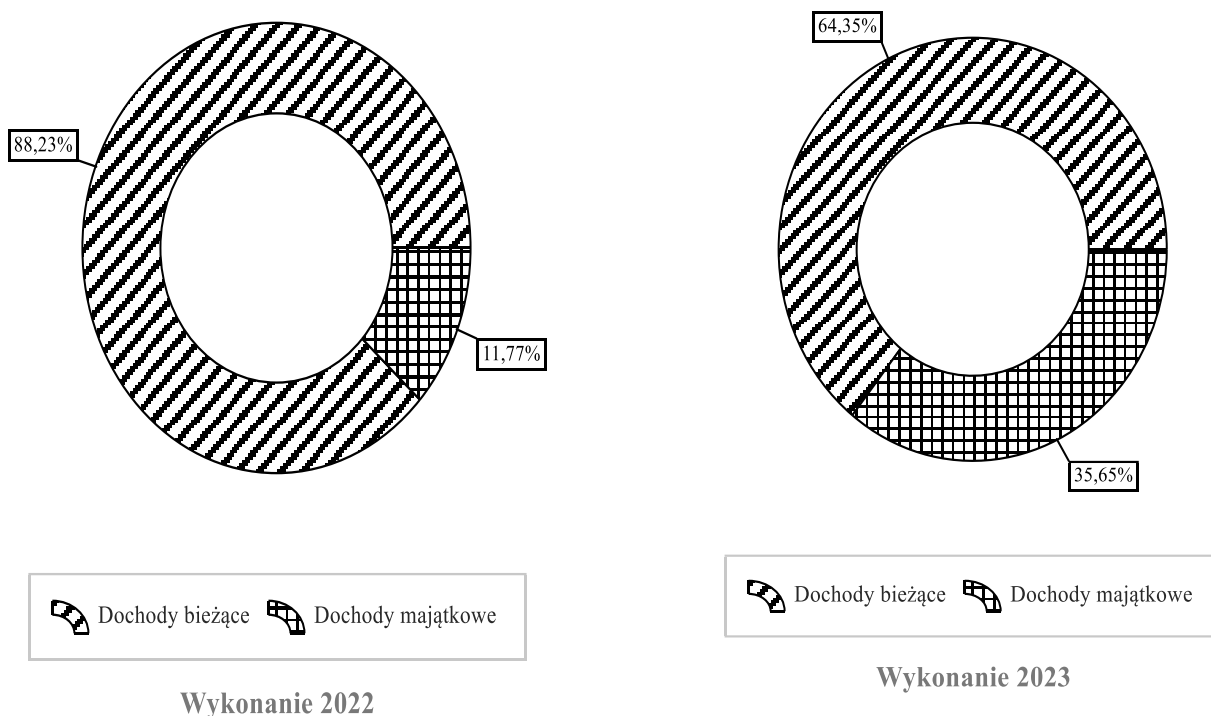 88,23%
11,77%
Dochody bieżące Dochody majątkowe
Wykonanie 2022
64,35%
35,65%
Dochody bieżące Dochody majątkowe
Wykonanie 2023